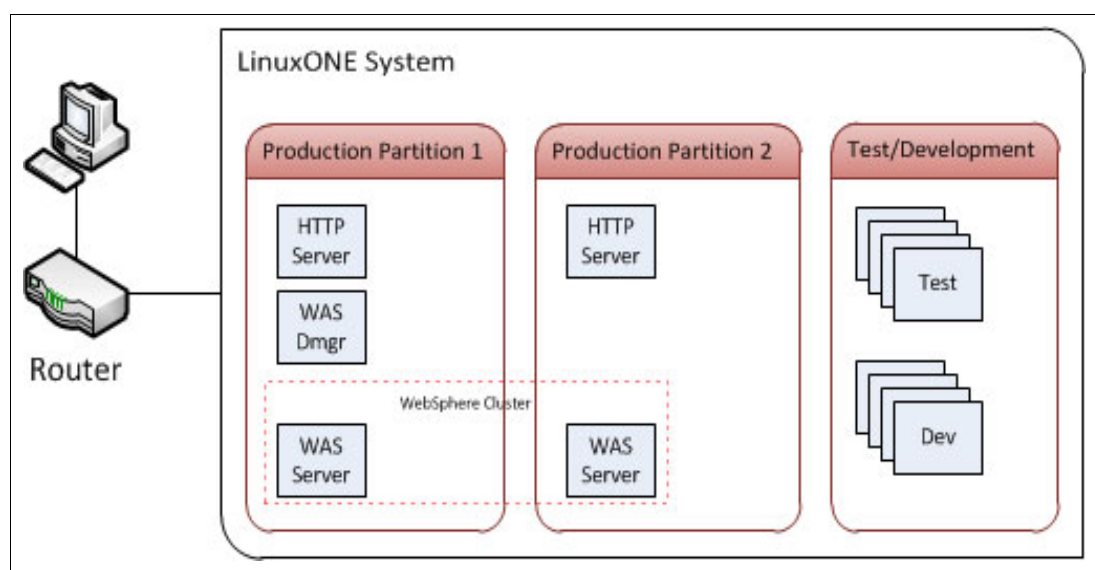 LinuxONE System
Router
Production Partition 1
HTTP
Server
WAS
Dmgr
WebSphere Cluster
WAS
Server
Production Partition 2
HTTP
Server
WAS
Server
Test/Development
Test
Dev